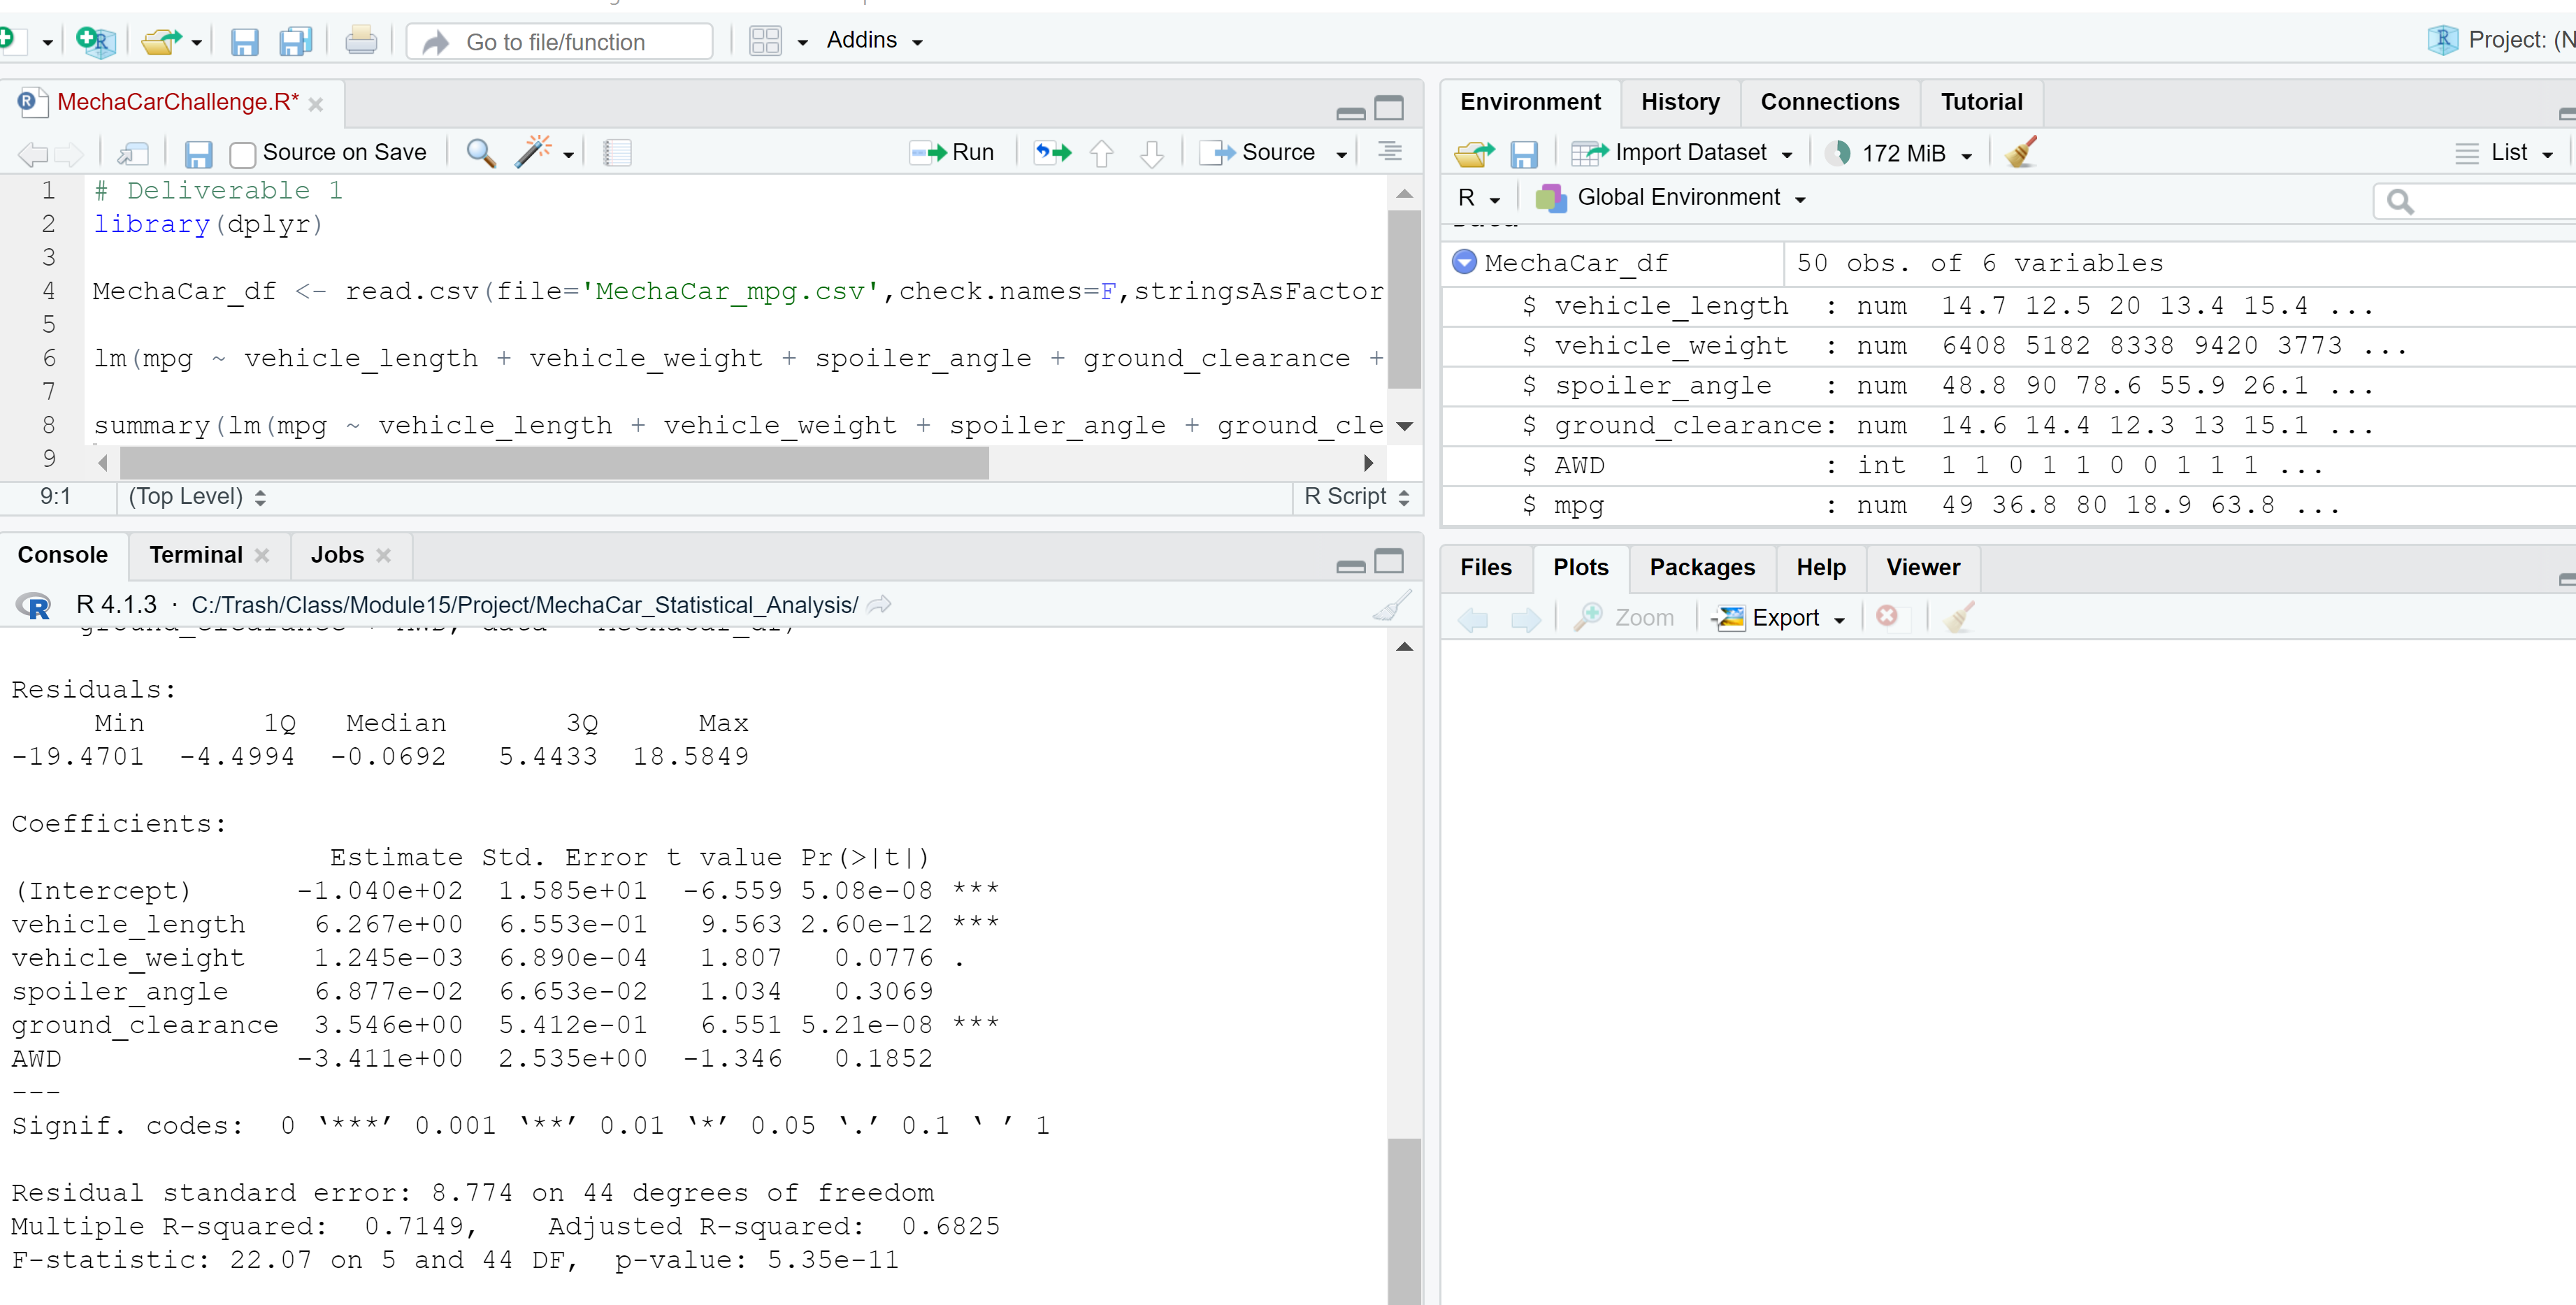 Go to file/function
Addins
Project: (N
MechaCarChallenge.R*
Source on Save
Run
Source
1 # Deliverable 1
2 library(dplyr)
3
4 MechaCar_df <- read.csv(file='MechaCar_mpg.csv',check.names=F,stringsAsFactor
5
6 lm(mpg ~ vehicle_length + vehicle_weight + spoiler_angle + ground_clearance +
7
8 summary(lm(mpg ~ vehicle_length + vehicle_weight + spoiler_angle + ground_cle
9
9:1 (Top Level) R Script
Console Terminal Jobs
R 4.1.3 · C:/Trash/Class/Module15/Project/MechaCar_Statistical_Analysis/
Residuals:
Min 1Q Median 3Q Max
-19.4701 -4.4994 -0.0692 5.4433 18.5849
Coefficients:
Estimate Std. Error t value Pr(>|t|)
(Intercept) -1.040e+02 1.585e+01 -6.559 5.08e-08 ***
vehicle_length 6.267e+00 6.553e-01 9.563 2.60e-12 ***
vehicle_weight 1.245e-03 6.890e-04 1.807 0.0776 .
spoiler_angle 6.877e-02 6.653e-02 1.034 0.3069
ground_clearance 3.546e+00 5.412e-01 6.551 5.21e-08 ***
AWD -3.411e+00 2.535e+00 -1.346 0.1852
---
Signif. codes: 0 ‘***’ 0.001 ‘**’ 0.01 ‘*’ 0.05 ‘.’ 0.1 ‘ ’ 1
Residual standard error: 8.774 on 44 degrees of freedom
Multiple R-squared: 0.7149, Adjusted R-squared: 0.6825
F-statistic: 22.07 on 5 and 44 DF, p-value: 5.35e-11
Environment History Connections Tutorial
Import Dataset 172 MiB List
R Global Environment
MechaCar_df 50 obs. of 6 variables
$ vehicle_length : num 14.7 12.5 20 13.4 15.4 ...
$ vehicle_weight : num 6408 5182 8338 9420 3773 ...
$ spoiler_angle : num 48.8 90 78.6 55.9 26.1 ...
$ ground_clearance: num 14.6 14.4 12.3 13 15.1 ...
$ AWD : int 1 1 0 1 1 0 0 1 1 1 ...
$ mpg : num 49 36.8 80 18.9 63.8 ...
Files Plots Packages Help Viewer
Zoom Export